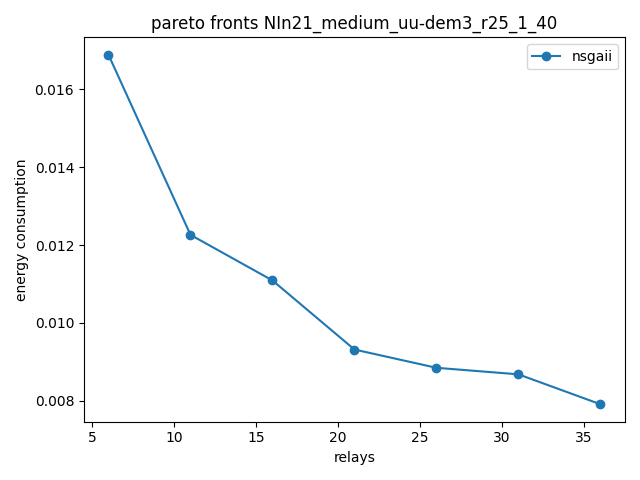 pareto fronts NIn21_medium_uu-dem3_r25_1_40
nsgaii
0.016
0.014
0.012
0.010
0.008
energy consumption
5 10 15 20 25 30 35
relays